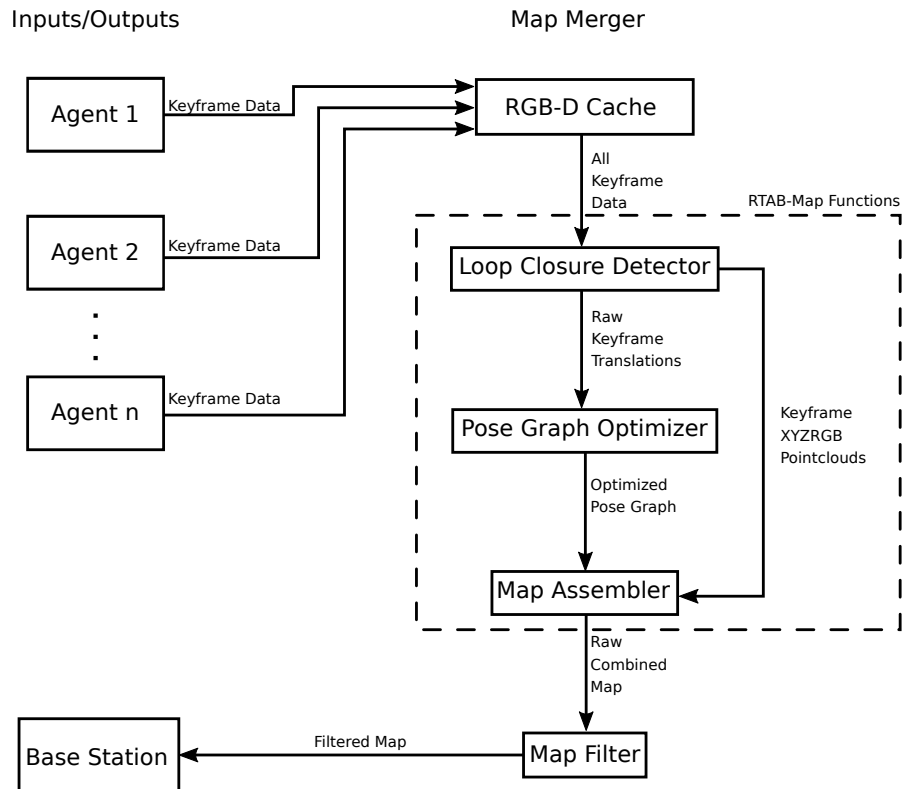 Inputs/Outputs
Map Merger
Agent 1
Keyframe Data
RGB-D Cache
All
Keyframe
Data
RTAB-Map Functions
Agent 2
Keyframe Data
Loop Closure Detector
Raw
Keyframe
Translations
Agent n
Keyframe Data
Pose Graph Optimizer
Keyframe
XYZRGB
Pointclouds
Optimized
Pose Graph
Map Assembler
Raw
Combined
Map
Base Station
Filtered Map
Map Filter